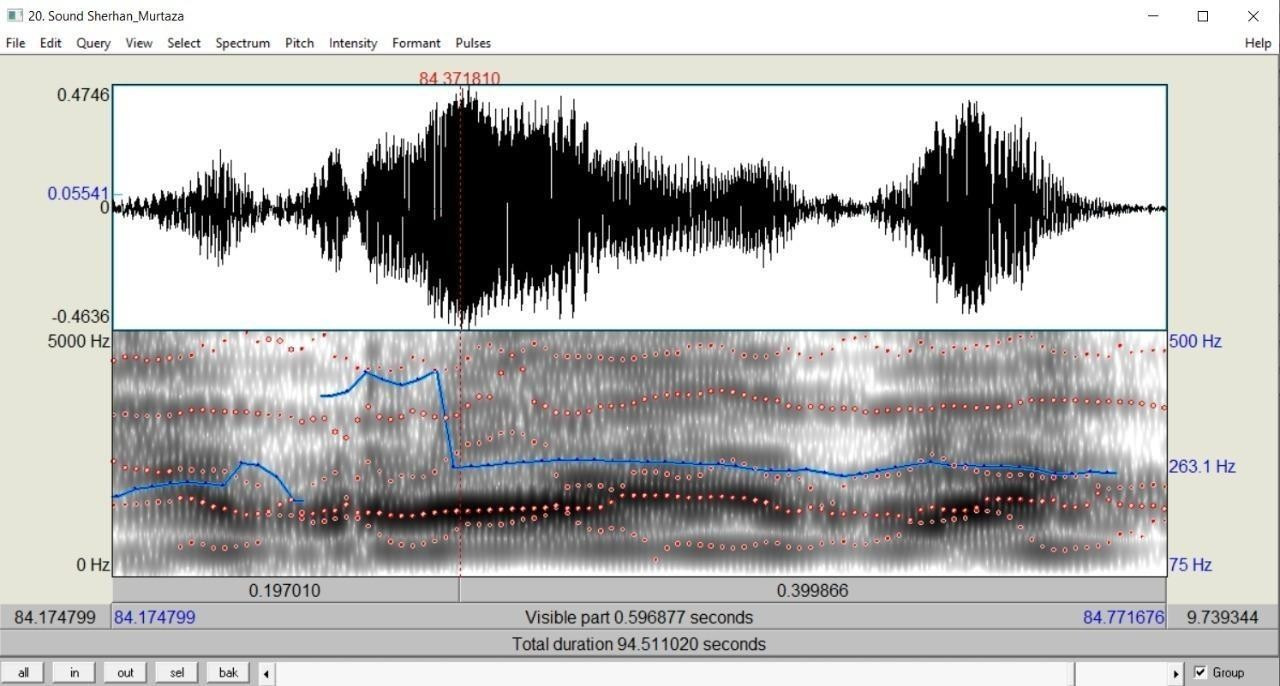 20. Sound Sherhan_Murtaza
File Edit Query View Select Spectrum Pitch Intensity Formant Pulses Help
84.371810
0.4746
0.05541
0
-0.4636
5000 Hz 500 Hz
263.1 Hz
0 Hz 75 Hz
0.197010 0.399866
84.174799 84.174799 Visible part 0.596877 seconds 84.771676 9.739344
Total duration 94.511020 seconds
all in out sel bak Group